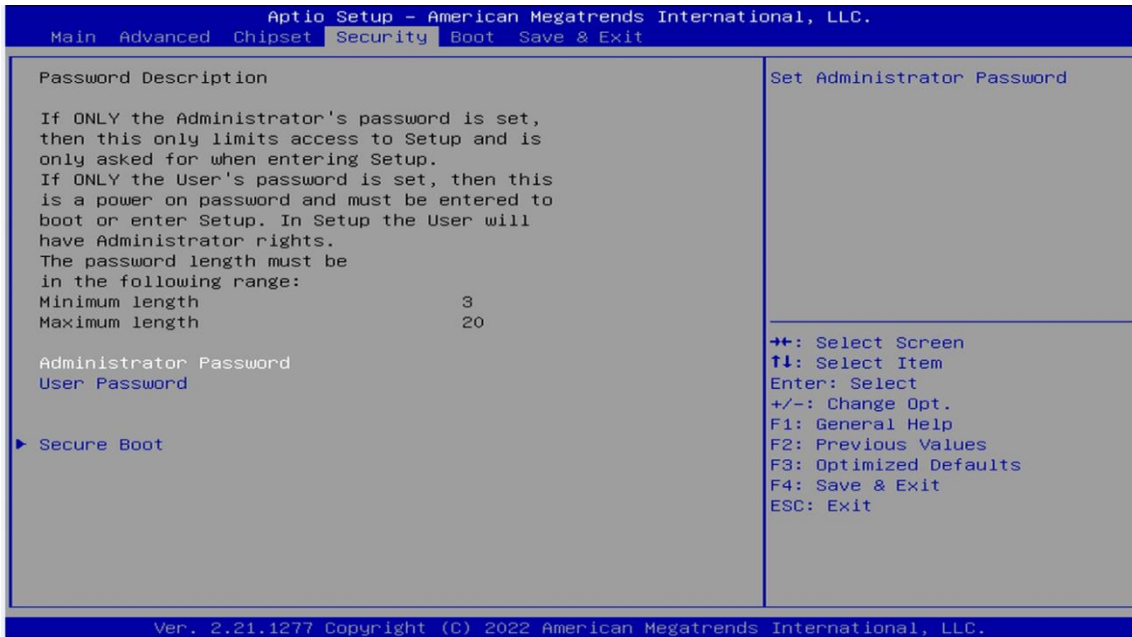 Aptio Setup – American Megatrends International, LLC.
Main Advanced Chipset Security Boot Save & Exit
Password Description
If ONLY the Administrator's password is set,
then this only limits access to Setup and is
only asked for when entering Setup.
If ONLY the User's password is set, then this
is a power on password and must be entered to
boot or enter Setup. In Setup the User will
have Administrator rights.
The password length must be
in the following range:
Minimum length 3
Maximum length 20
Administrator Password
User Password
► Secure Boot
Set Administrator Password
→←: Select Screen
↑↓: Select Item
Enter: Select
+/-: Change Opt.
F1: General Help
F2: Previous Values
F3: Optimized Defaults
F4: Save & Exit
ESC: Exit
Ver. 2.21.1277 Copyright (C) 2022 American Megatrends International, LLC.